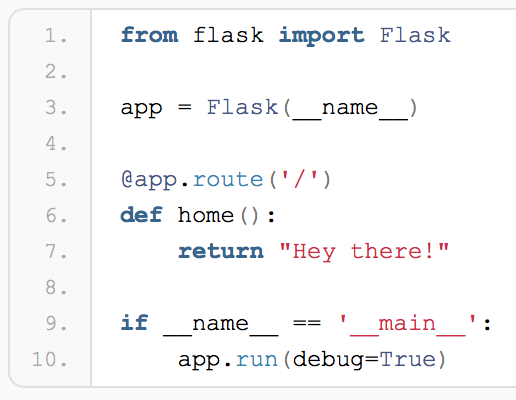 1. from flask import Flask
2.
3. app = Flask(__name__)
4.
5. @app.route('/')
6. def home():
7.     return "Hey there!"
8.
9. if __name__ == '__main__':
10.     app.run(debug=True)